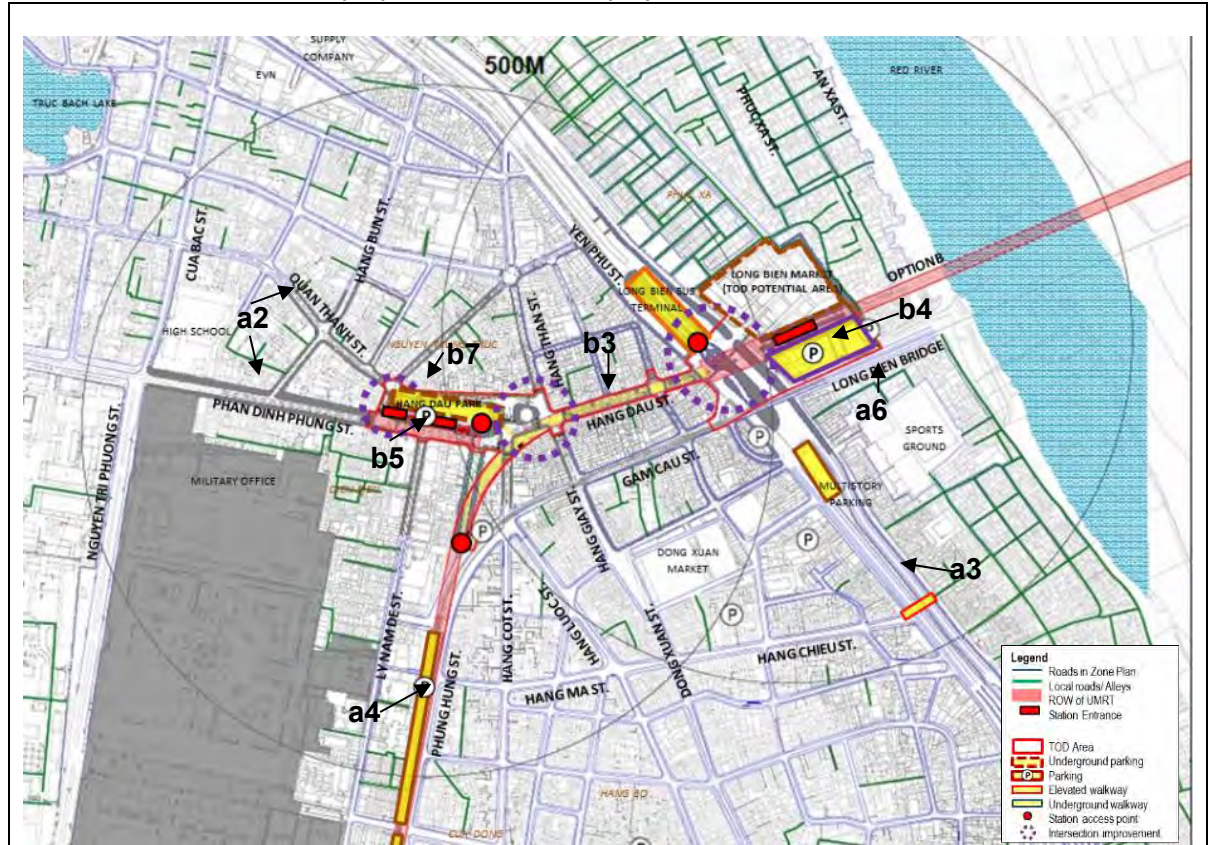 SUPPLY
COMPANY
500M
EVN
RED RIVER
TRUC BACH LAKE
AN XA ST.
PHUC XA ST.
CUA BAC ST.
HANG BUN ST.
YEN PHU ST.
LONG BIEN MARKET
(TOD POTENTIAL AREA)
OPTION B
LONG BIEN BUS
TERMINAL
a2
QUAN THANH ST.
HANG THAN ST.
HIGH SCHOOL
b4
b3
b7
P
LONG BIEN BRIDGE
HANG DAU PARK
P
HANG DAU ST.
a6
PHAN DINH PHUNG ST.
b5
P
SPORTS
GROUND
NGUYEN TRI PHUONG ST.
GAM CAU ST.
MILITARY OFFICE
MULTISTORY
PARKING
HANG GIAY ST.
P
P
DONG XUAN
MARKET
a3
P
LY NAM DE ST.
HANG COT ST.
HANG LUOC ST.
DONG XUAN ST.
HANG CHIEU ST.
HANG MA ST.
a4
PHUNG HUNG ST.
HANG BO
CUA DONG
P
Legend
Roads in Zone Plan
Local roads/ Alleys
ROW of UMRT
Station Entrance
TOD Area
Underground parking
P Parking
Elevated walkway
Underground walkway
Station access point
Intersection improvement